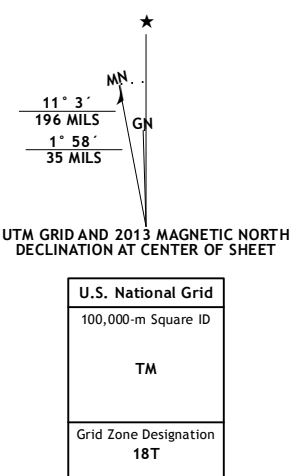 MN
GN
11° 3´
196 MILS
1° 58´
35 MILS
UTM GRID AND 2013 MAGNETIC NORTH
DECLINATION AT CENTER OF SHEET
U.S. National Grid
100,000-m Square ID
TM
Grid Zone Designation
18T